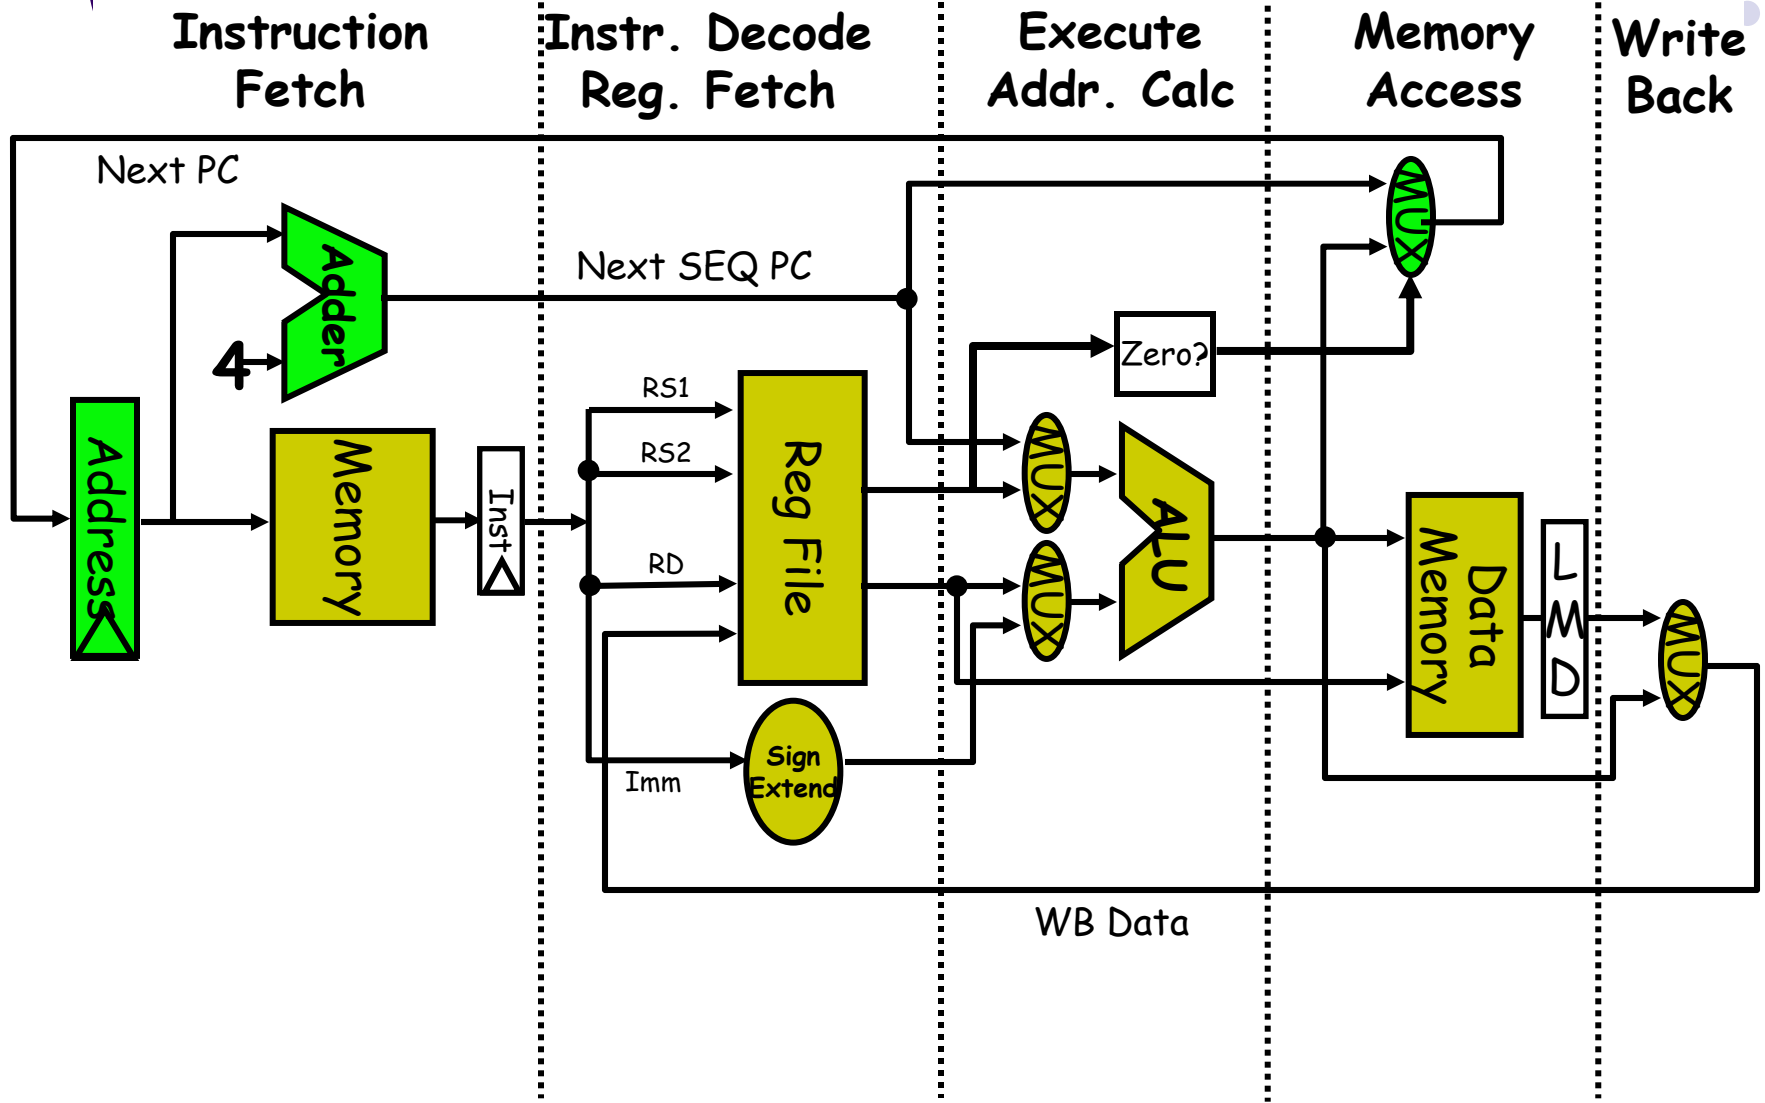 Instruction
Fetch
Instr. Decode
Reg. Fetch
Execute
Addr. Calc
Memory
Access
Write
Back
Next PC
Adder
4
Address
Memory
Inst
Next SEQ PC
RS1
RS2
RD
Imm
Reg File
Sign
Extend
Zero?
MUX
MUX
ALU
MUX
Data
Memory
LMD
MUX
WB Data